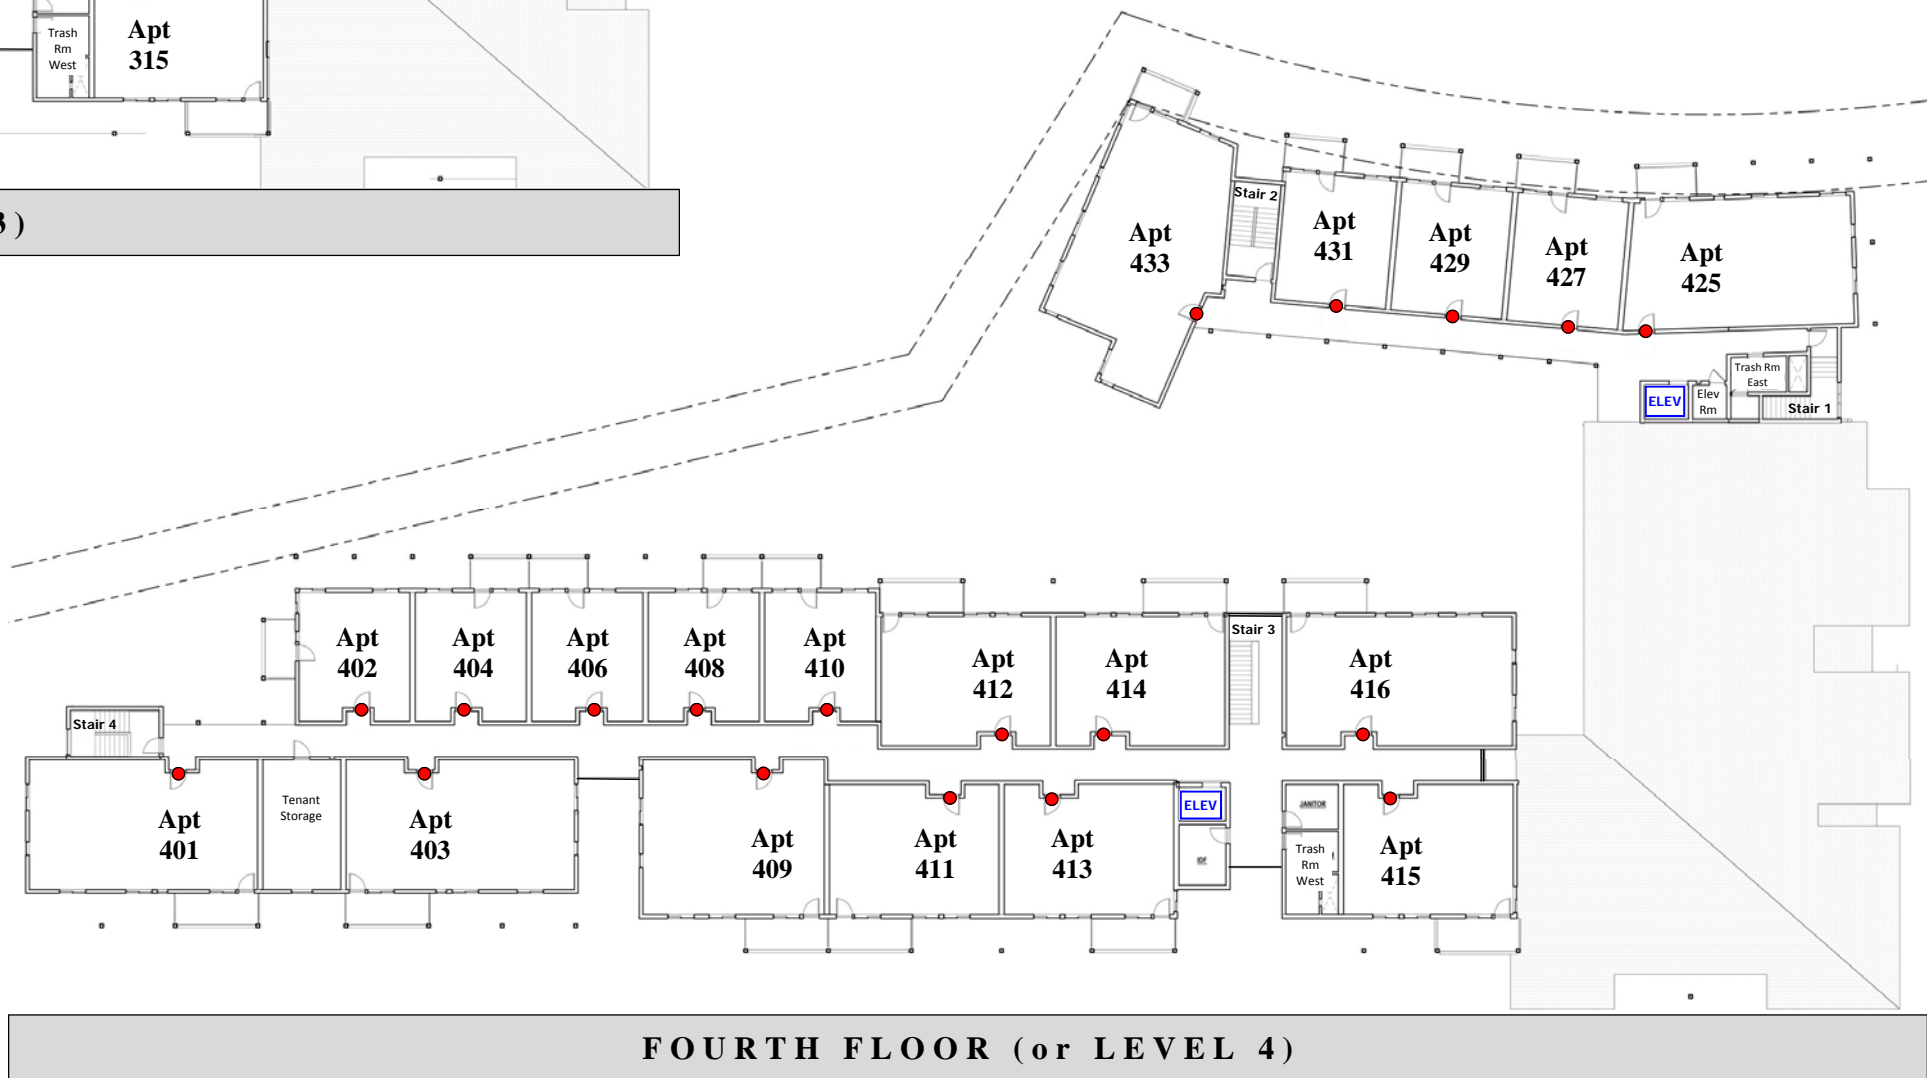 Trash
Rm
West
Apt
315
3 )
Apt
433
Stair 2
Apt
431
Apt
429
Apt
427
Apt
425
Trash Rm
East
ELEV
Elev
Rm
Stair 1
Apt
402
Apt
404
Apt
406
Apt
408
Apt
410
Apt
412
Apt
414
Stair 3
Apt
416
Stair 4
Apt
401
Tenant
Storage
Apt
403
Apt
409
Apt
411
Apt
413
ELEV
IDF
JANITOR
Trash
Rm
West
Apt
415
FOURTH FLOOR (or LEVEL 4)